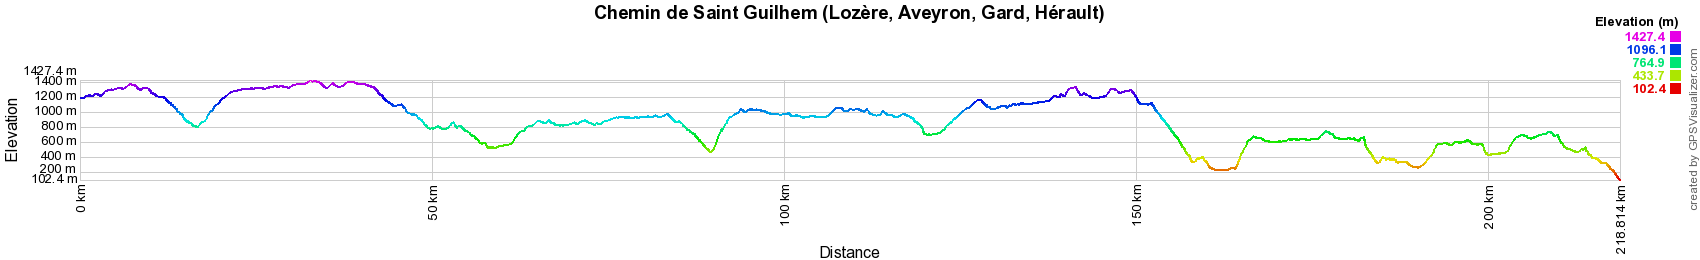 Chemin de Saint Guilhem (Lozère, Aveyron, Gard, Hérault)
Elevation (m)
1427.4
1096.1
764.9
433.7
102.4
1427.4 m
1400 m
1200 m
1000 m
800 m
600 m
400 m
200 m
102.4 m
Elevation
0 km
50 km
100 km
150 km
200 km
218.814 km
Distance
created by GPSVisualizer.com